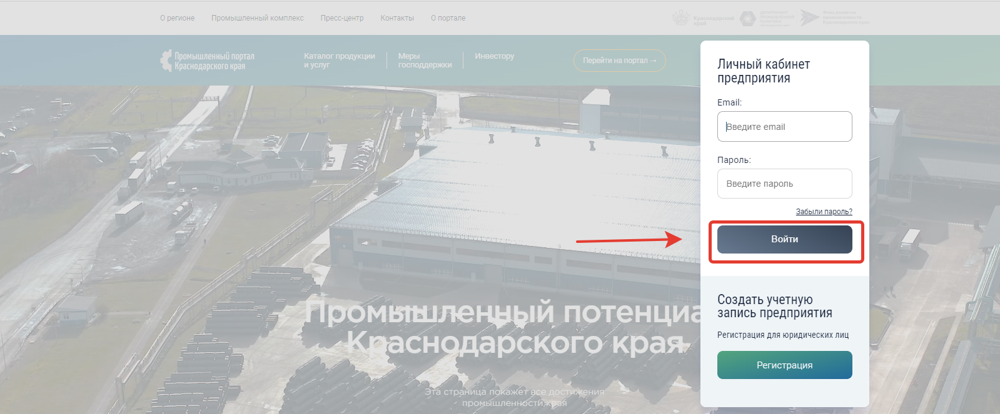 О регионе
Промышленный комплекс
Пресс-центр
Контакты
О портале
Краснодарский
край
Промышленный портал
Краснодарского края
Каталог продукции
и услуг
Меры
господдержки
Инвестору
Перейти на портал →
Личный кабинет
предприятия
Email:
Введите email
Пароль:
Введите пароль
Забыли пароль?
Войти
Создать учетную
запись предприятия
Регистрация для юридических лиц
Регистрация
Промышленный потенциа
Краснодарского края
Эта страница покажет все достижения
промышленности края